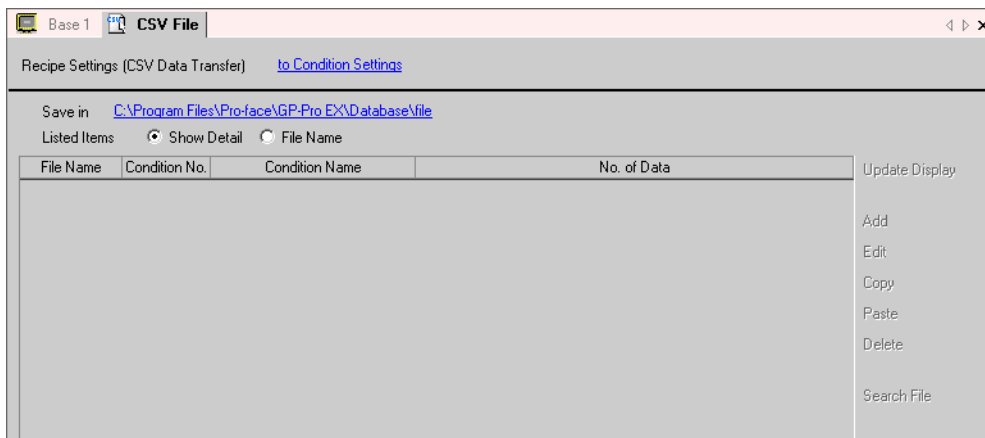 Base 1 CSV File
Recipe Settings (CSV Data Transfer) to Condition Settings
Save in C:\Program Files\Pro-face\GP-Pro EX\Database\file
Listed Items Show Detail File Name
File Name Condition No. Condition Name No. of Data
Update Display
Add
Edit
Copy
Paste
Delete
Search File